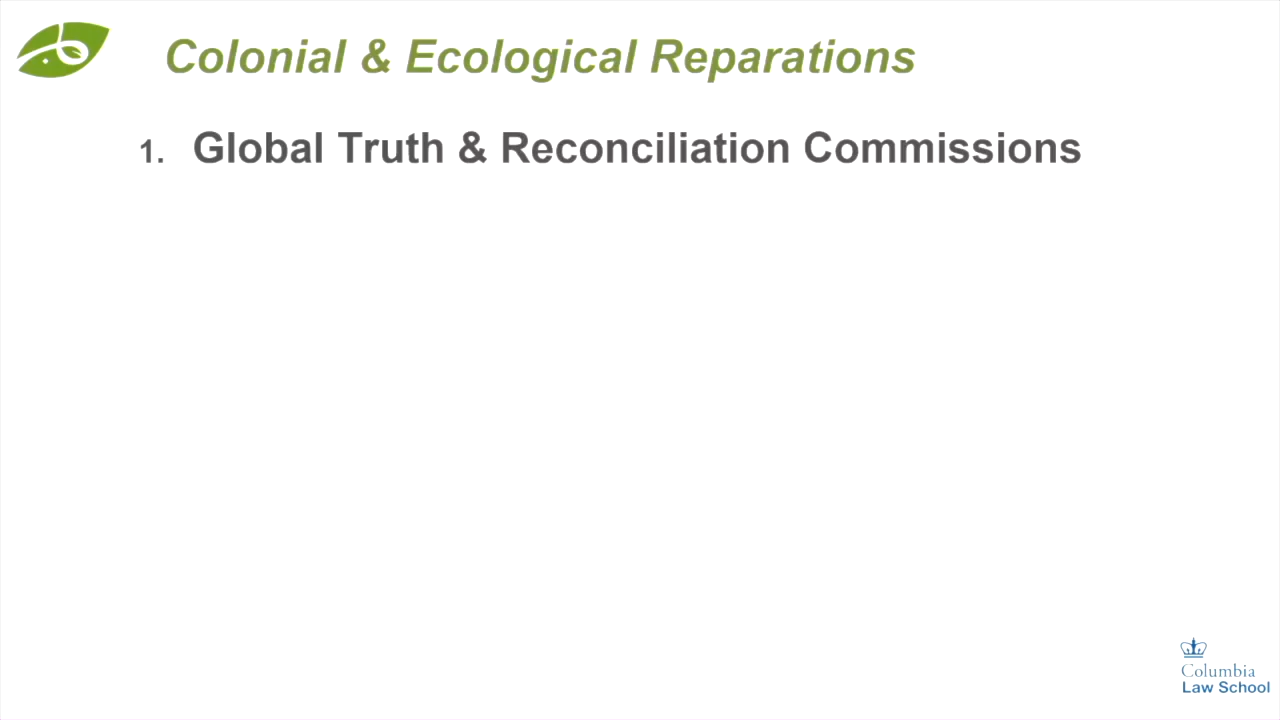 Colonial & Ecological Reparations
1. Global Truth & Reconciliation Commissions
Columbia
Law School